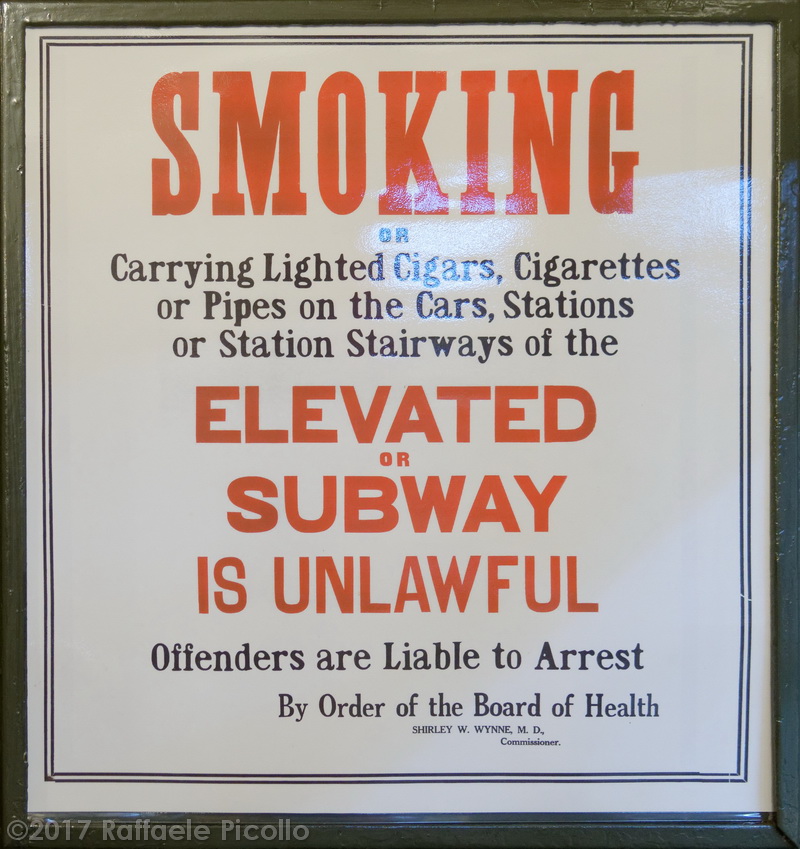 SMOKING
OR
Carrying Lighted Cigars, Cigarettes
or Pipes on the Cars, Stations
or Station Stairways of the
ELEVATED
OR
SUBWAY
IS UNLAWFUL
Offenders are Liable to Arrest
By Order of the Board of Health
SHIRLEY W. WYNNE, M. D.,
Commissioner.
©2017 Raffaele Picollo